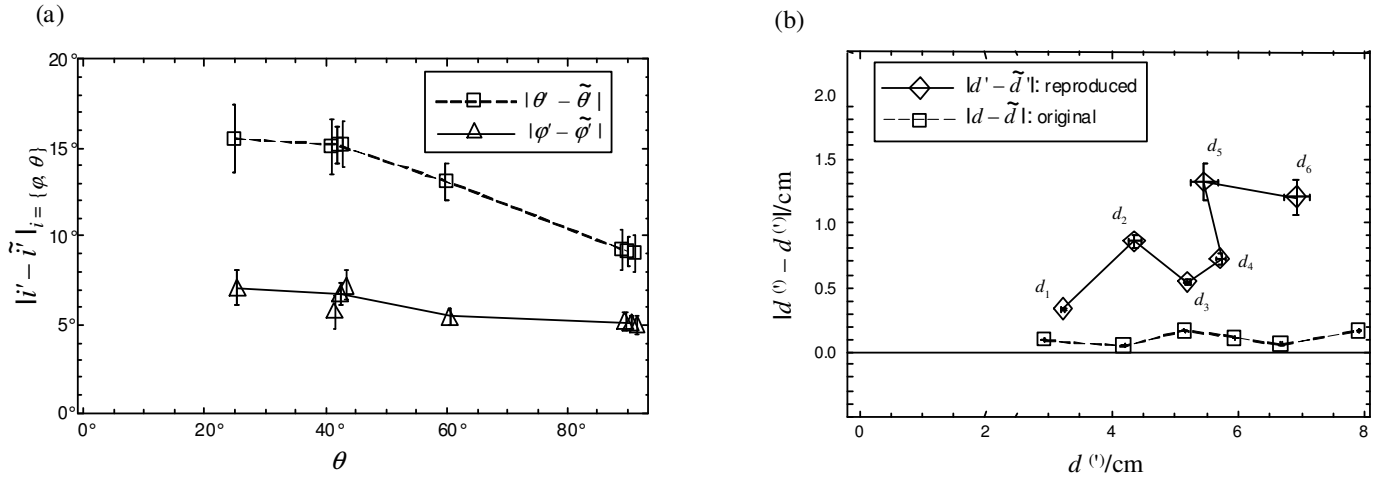 (a)
20°
15°
10°
5°
0°
|i' − ĩ'| i = {φ, θ}
|θ' − θ̃'|
|φ' − φ̃'|
0°
20°
40°
60°
80°
θ
(b)
2.0
1.5
1.0
0.5
0.0
|d (') − d (')|/cm
|d' − d̃'|: reproduced
|d − d̃|: original
d1
d2
d3
d4
d5
d6
0
2
4
6
8
d (')/cm